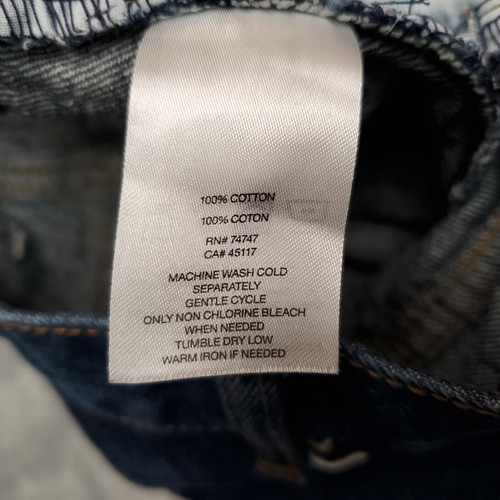 100% COTTON
100% COTON
RN# 74747
CA# 45117
MACHINE WASH COLD
SEPARATELY
GENTLE CYCLE
ONLY NON CHLORINE BLEACH
WHEN NEEDED
TUMBLE DRY LOW
WARM IRON IF NEEDED